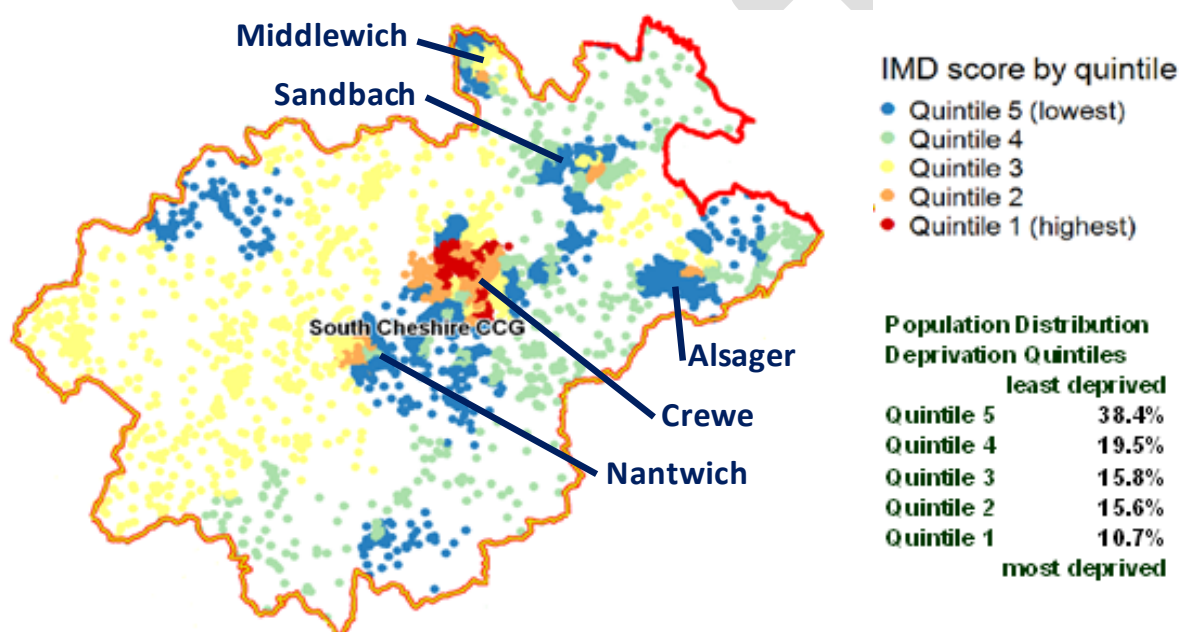 Middlewich
Sandbach
South Cheshire CCG
Alsager
Crewe
Nantwich
IMD score by quintile
Quintile 5 (lowest)
Quintile 4
Quintile 3
Quintile 2
Quintile 1 (highest)
Population Distribution
Deprivation Quintiles
least deprived
Quintile 5 38.4%
Quintile 4 19.5%
Quintile 3 15.8%
Quintile 2 15.6%
Quintile 1 10.7%
most deprived